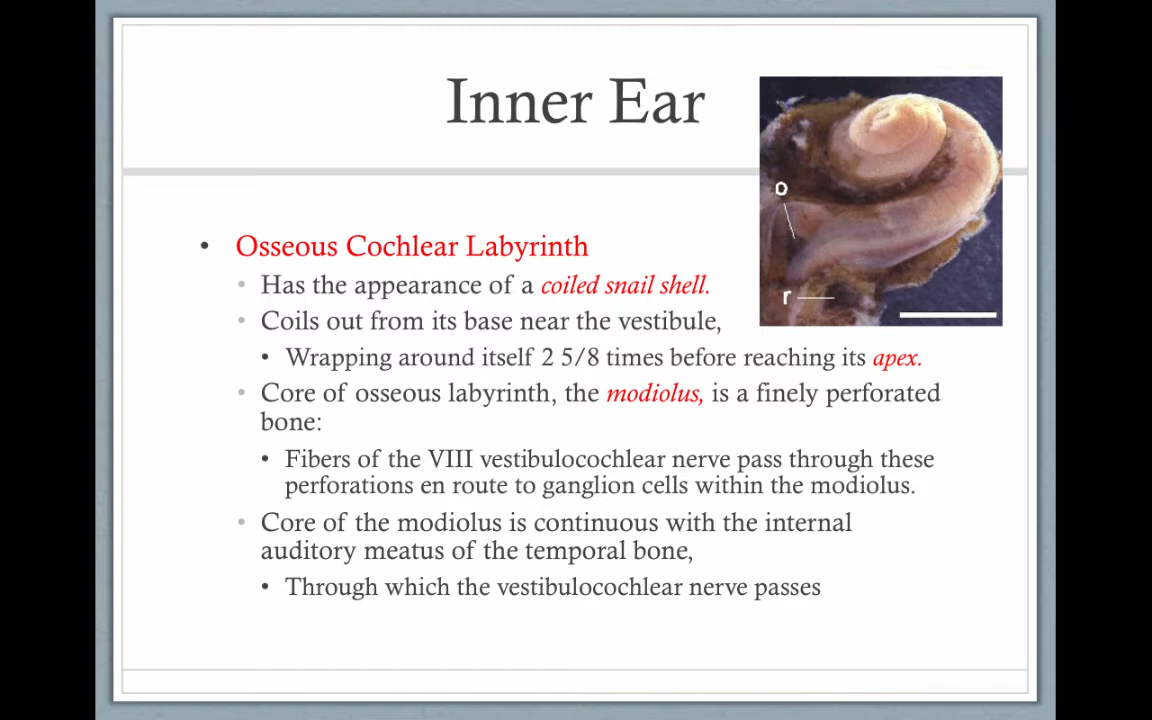 Inner Ear
o
r
• Osseous Cochlear Labyrinth
• Has the appearance of a coiled snail shell.
• Coils out from its base near the vestibule,
• Wrapping around itself 2 5/8 times before reaching its apex.
• Core of osseous labyrinth, the modiolus, is a finely perforated
bone:
• Fibers of the VIII vestibulocochlear nerve pass through these
perforations en route to ganglion cells within the modiolus.
• Core of the modiolus is continuous with the internal
auditory meatus of the temporal bone,
• Through which the vestibulocochlear nerve passes